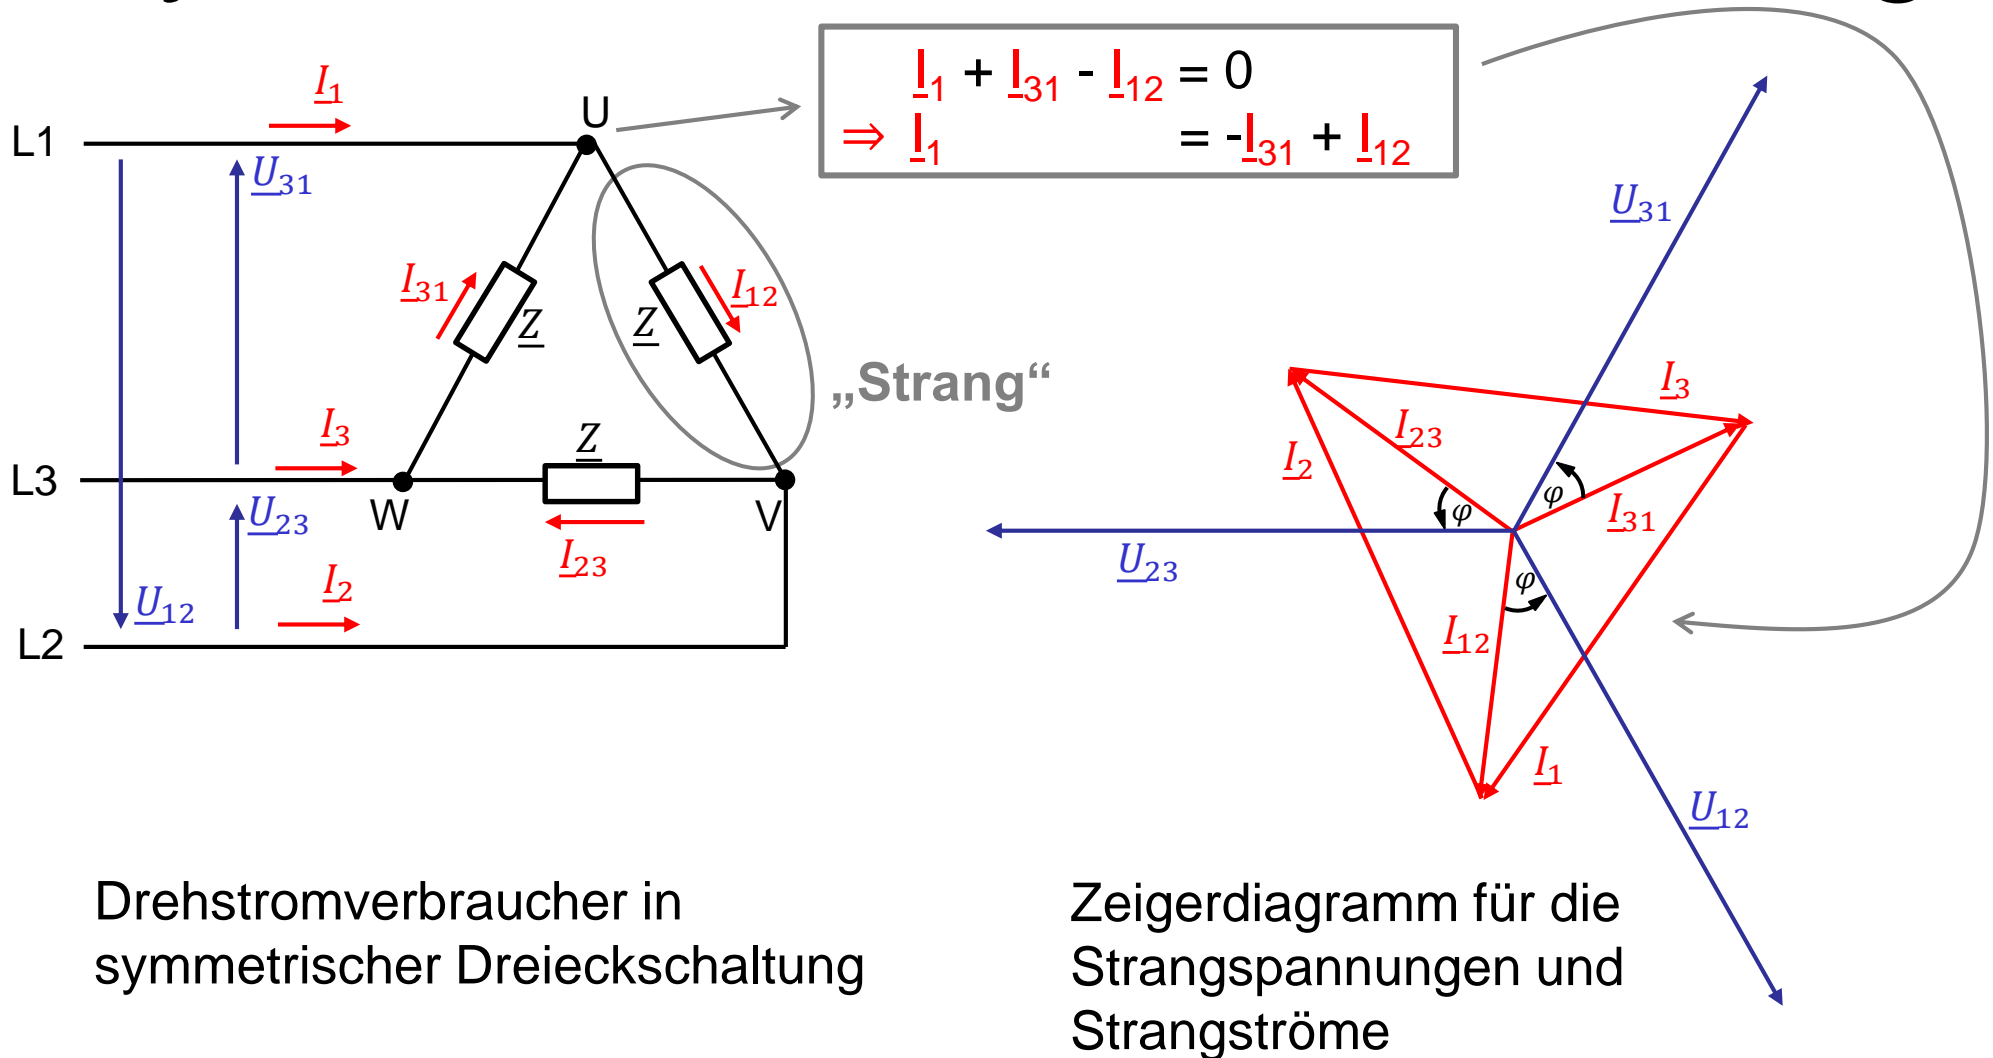 I1 + I31 - I12 = 0
⇒ I1 = -I31 + I12
I1
U
L1
U31
U31
I31
I12
Z
Z
„Strang“
I3
I3
Z
I23
I2
L3
W
V
φ
φ
U23
I31
I23
U23
φ
I2
U12
I12
L2
I1
U12
Drehstromverbraucher in
symmetrischer Dreieckschaltung
Zeigerdiagramm für die
Strangspannungen und
Strangströme